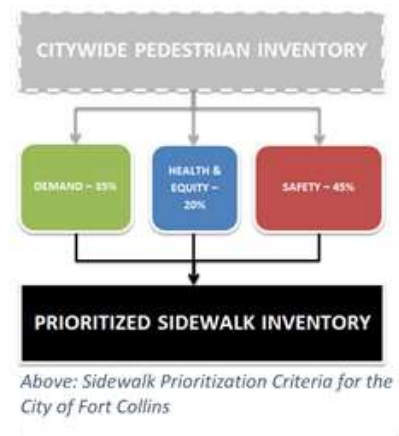 CITYWIDE PEDESTRIAN INVENTORY
DEMAND – 35%
HEALTH &
EQUITY –
20%
SAFETY – 45%
PRIORITIZED SIDEWALK INVENTORY
Above: Sidewalk Prioritization Criteria for the
City of Fort Collins